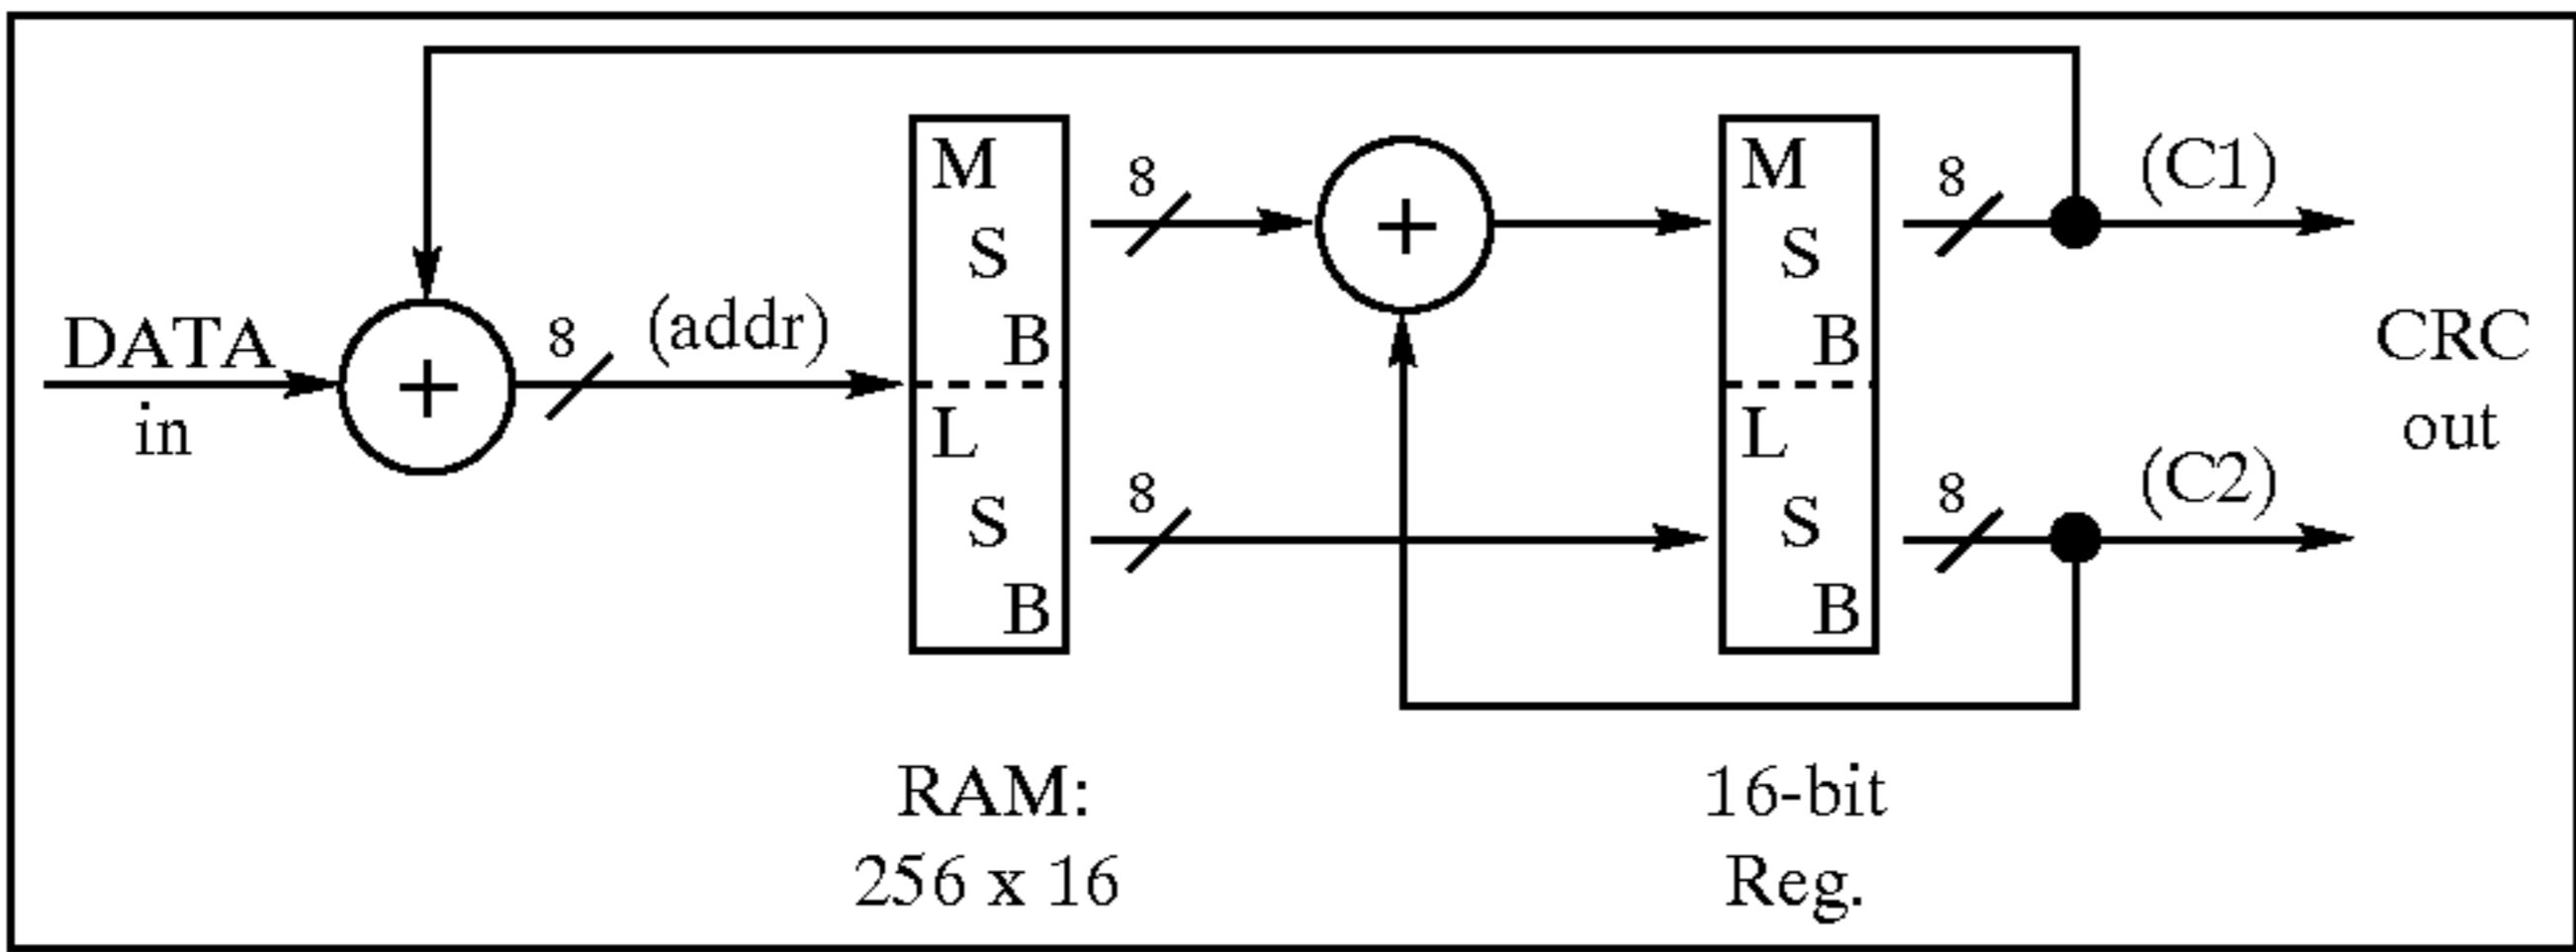 DATA
in
+
8
(addr)
M
S
B
L
S
B
RAM:
256 x 16
8
8
+
M
S
B
L
S
B
16-bit
Reg.
8
(C1)
8
(C2)
CRC
out